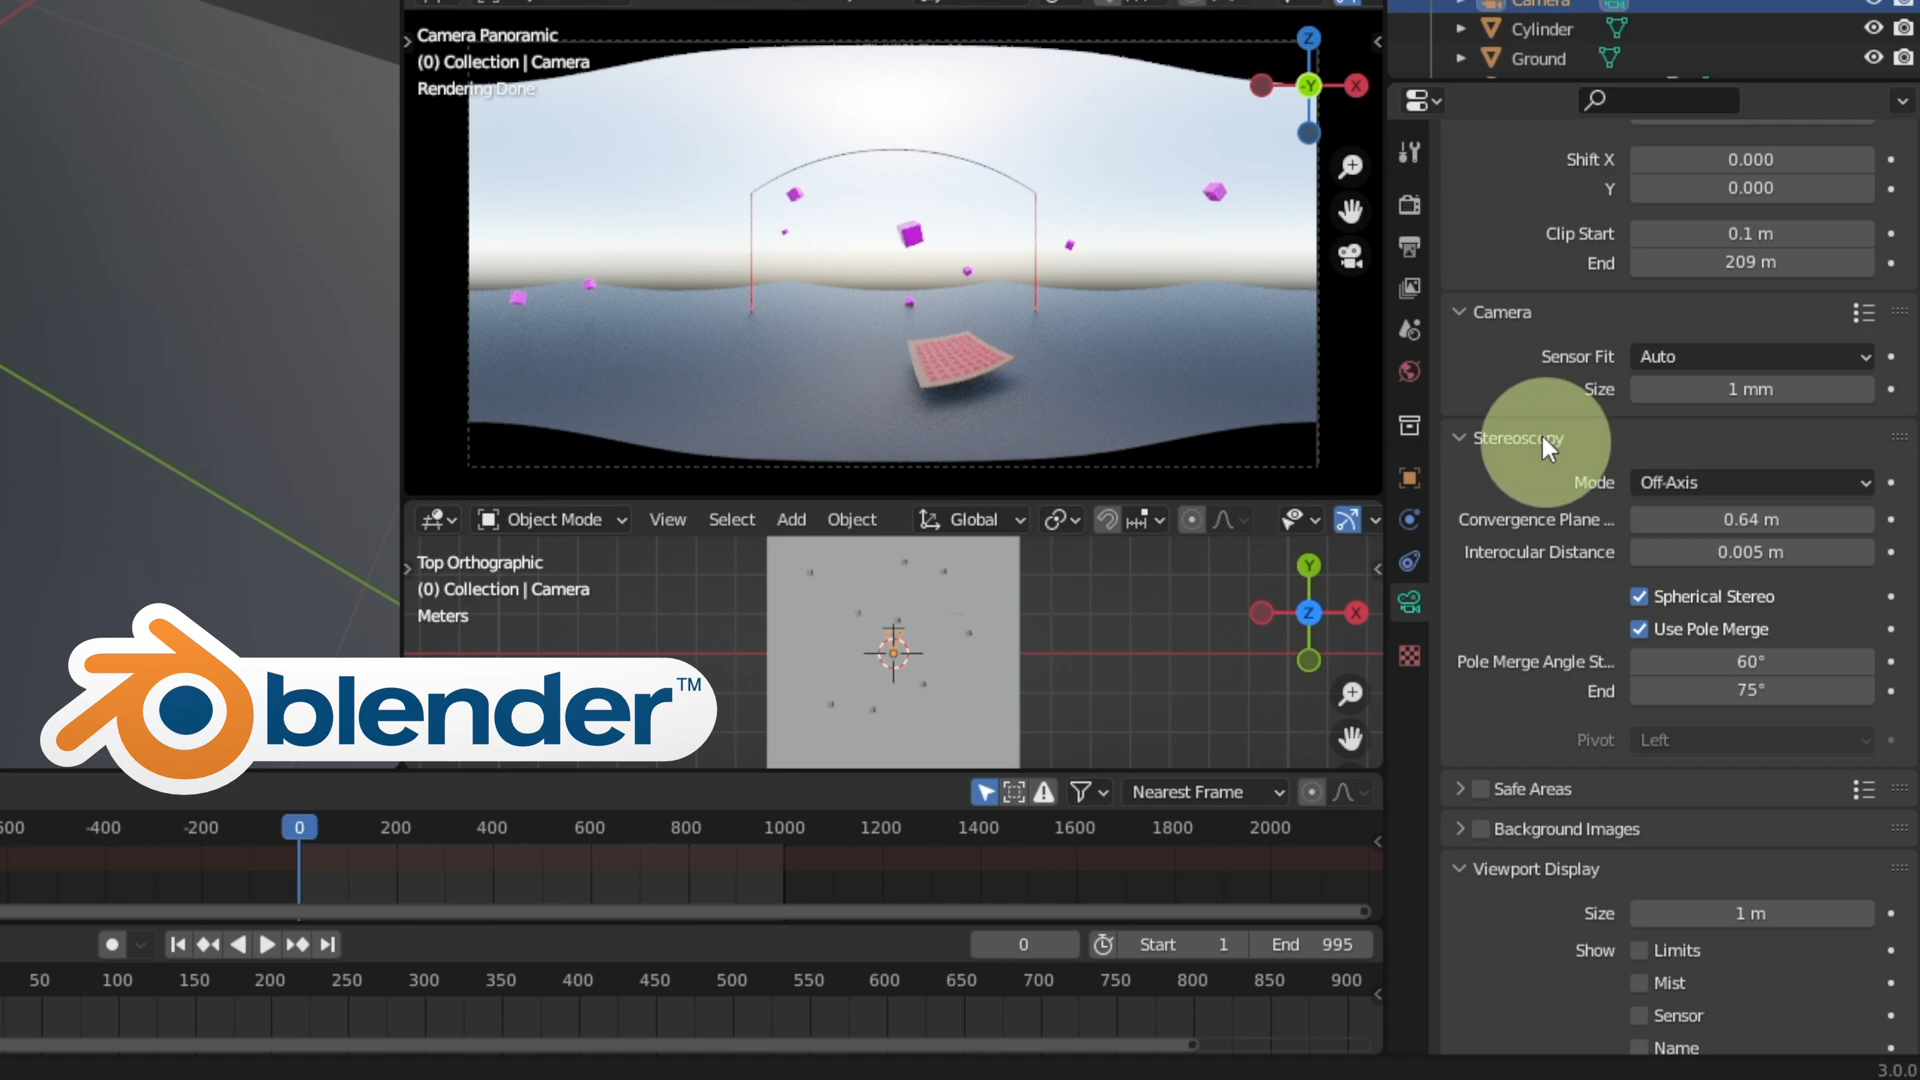 Camera Panoramic
(0) Collection | Camera
Rendering Done
Z
-Y
X
Camera
Cylinder
Ground
Shift X 0.000
Y 0.000
Clip Start 0.1 m
End 209 m
Camera
Sensor Fit Auto
Size 1 mm
Stereoscopy
Mode Off-Axis
Convergence Plane ... 0.64 m
Interocular Distance 0.005 m
Spherical Stereo
Use Pole Merge
Pole Merge Angle St... 60°
End 75°
Pivot Left
Safe Areas
Background Images
Viewport Display
Size 1 m
Show Limits
Mist
Sensor
Name
Object Mode View Select Add Object Global
Top Orthographic
(0) Collection | Camera
Meters
Y
Z
X
blender™
Nearest Frame
-400 -200 0 200 400 600 800 1000 1200 1400 1600 1800 2000
0 Start 1 End 995
50 100 150 200 250 300 350 400 450 500 550 600 650 700 750 800 850 900
3.0.0